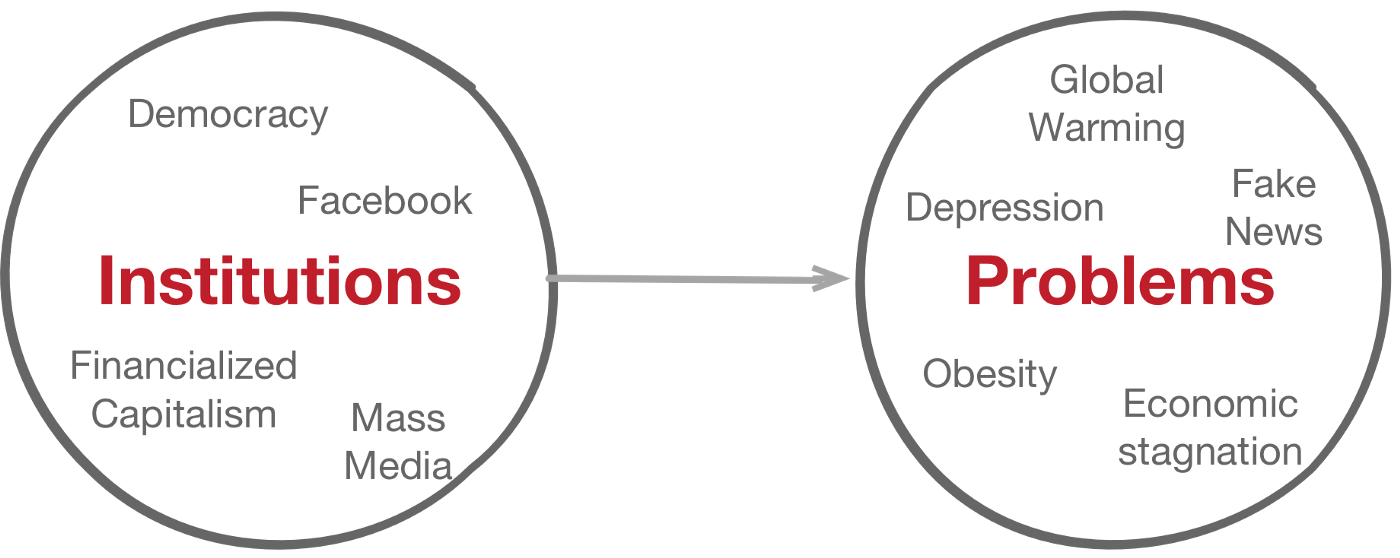 Democracy
Facebook
Institutions
Financialized
Capitalism
Mass
Media
Global
Warming
Depression
Fake
News
Problems
Obesity
Economic
stagnation